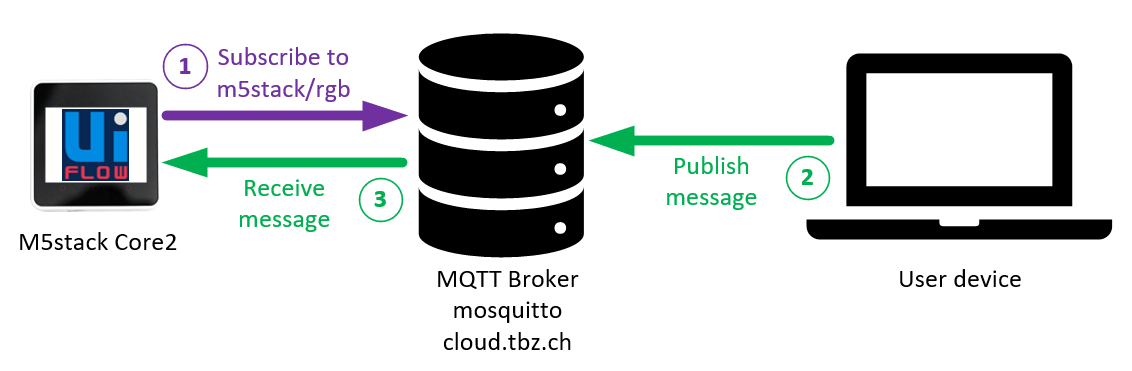 1
Subscribe to
m5stack/rgb
Ui
FLOW
Receive
message
3
Publish
message
2
M5stack Core2
MQTT Broker
mosquitto
cloud.tbz.ch
User device